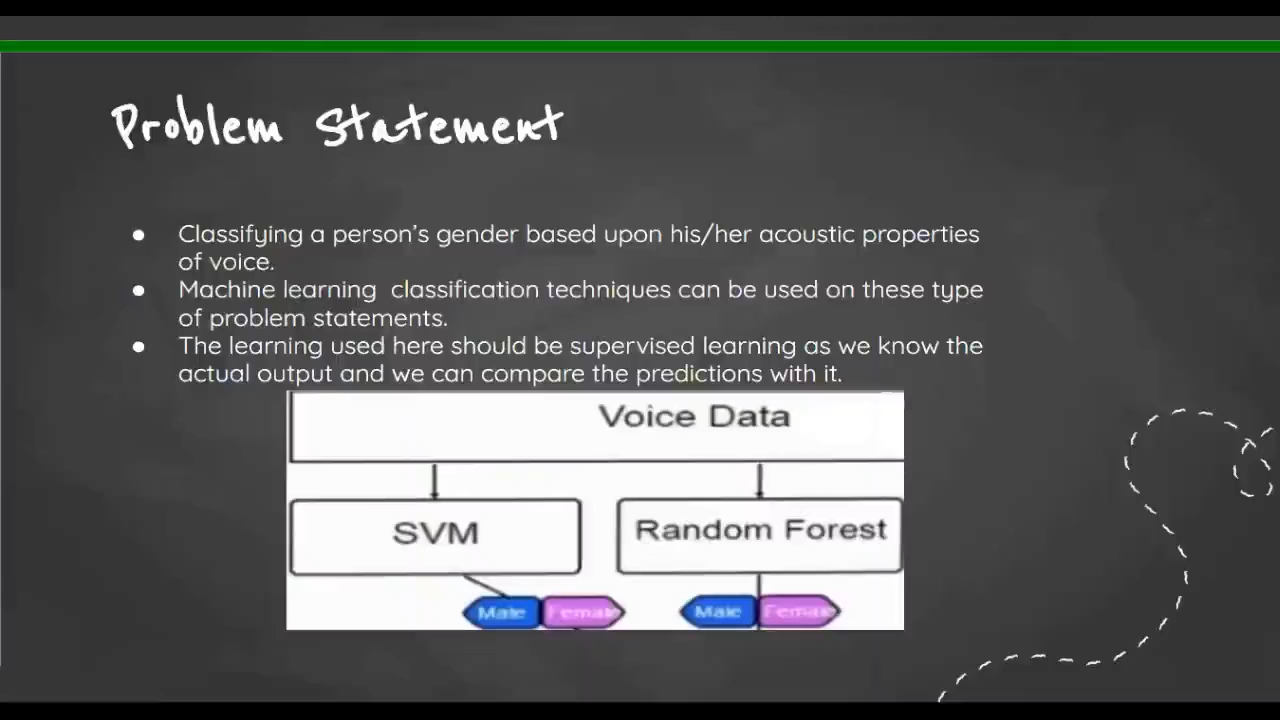 Problem Statement
● Classifying a person's gender based upon his/her acoustic properties
of voice.
● Machine learning classification techniques can be used on these type
of problem statements.
● The learning used here should be supervised learning as we know the
actual output and we can compare the predictions with it.
Voice Data
SVM Random Forest
Male Female Male Female